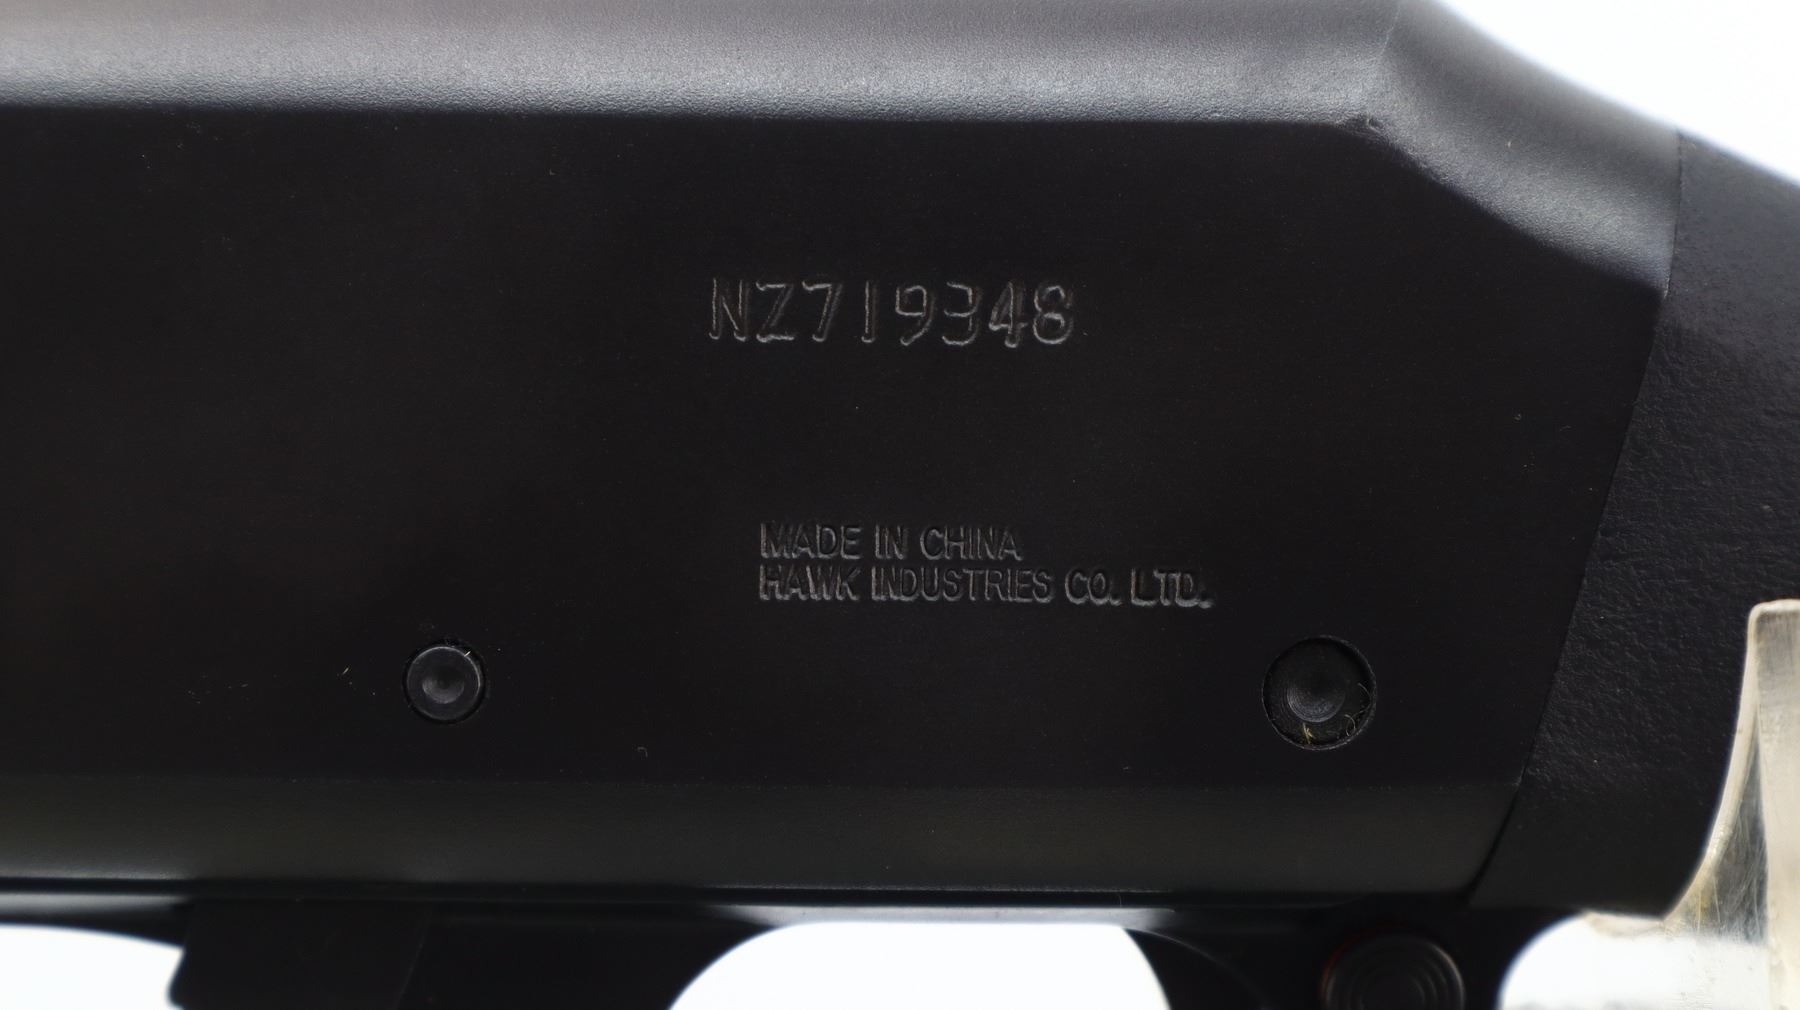 NZ719348
MADE IN CHINA
HAWK INDUSTRIES CO. LTD.